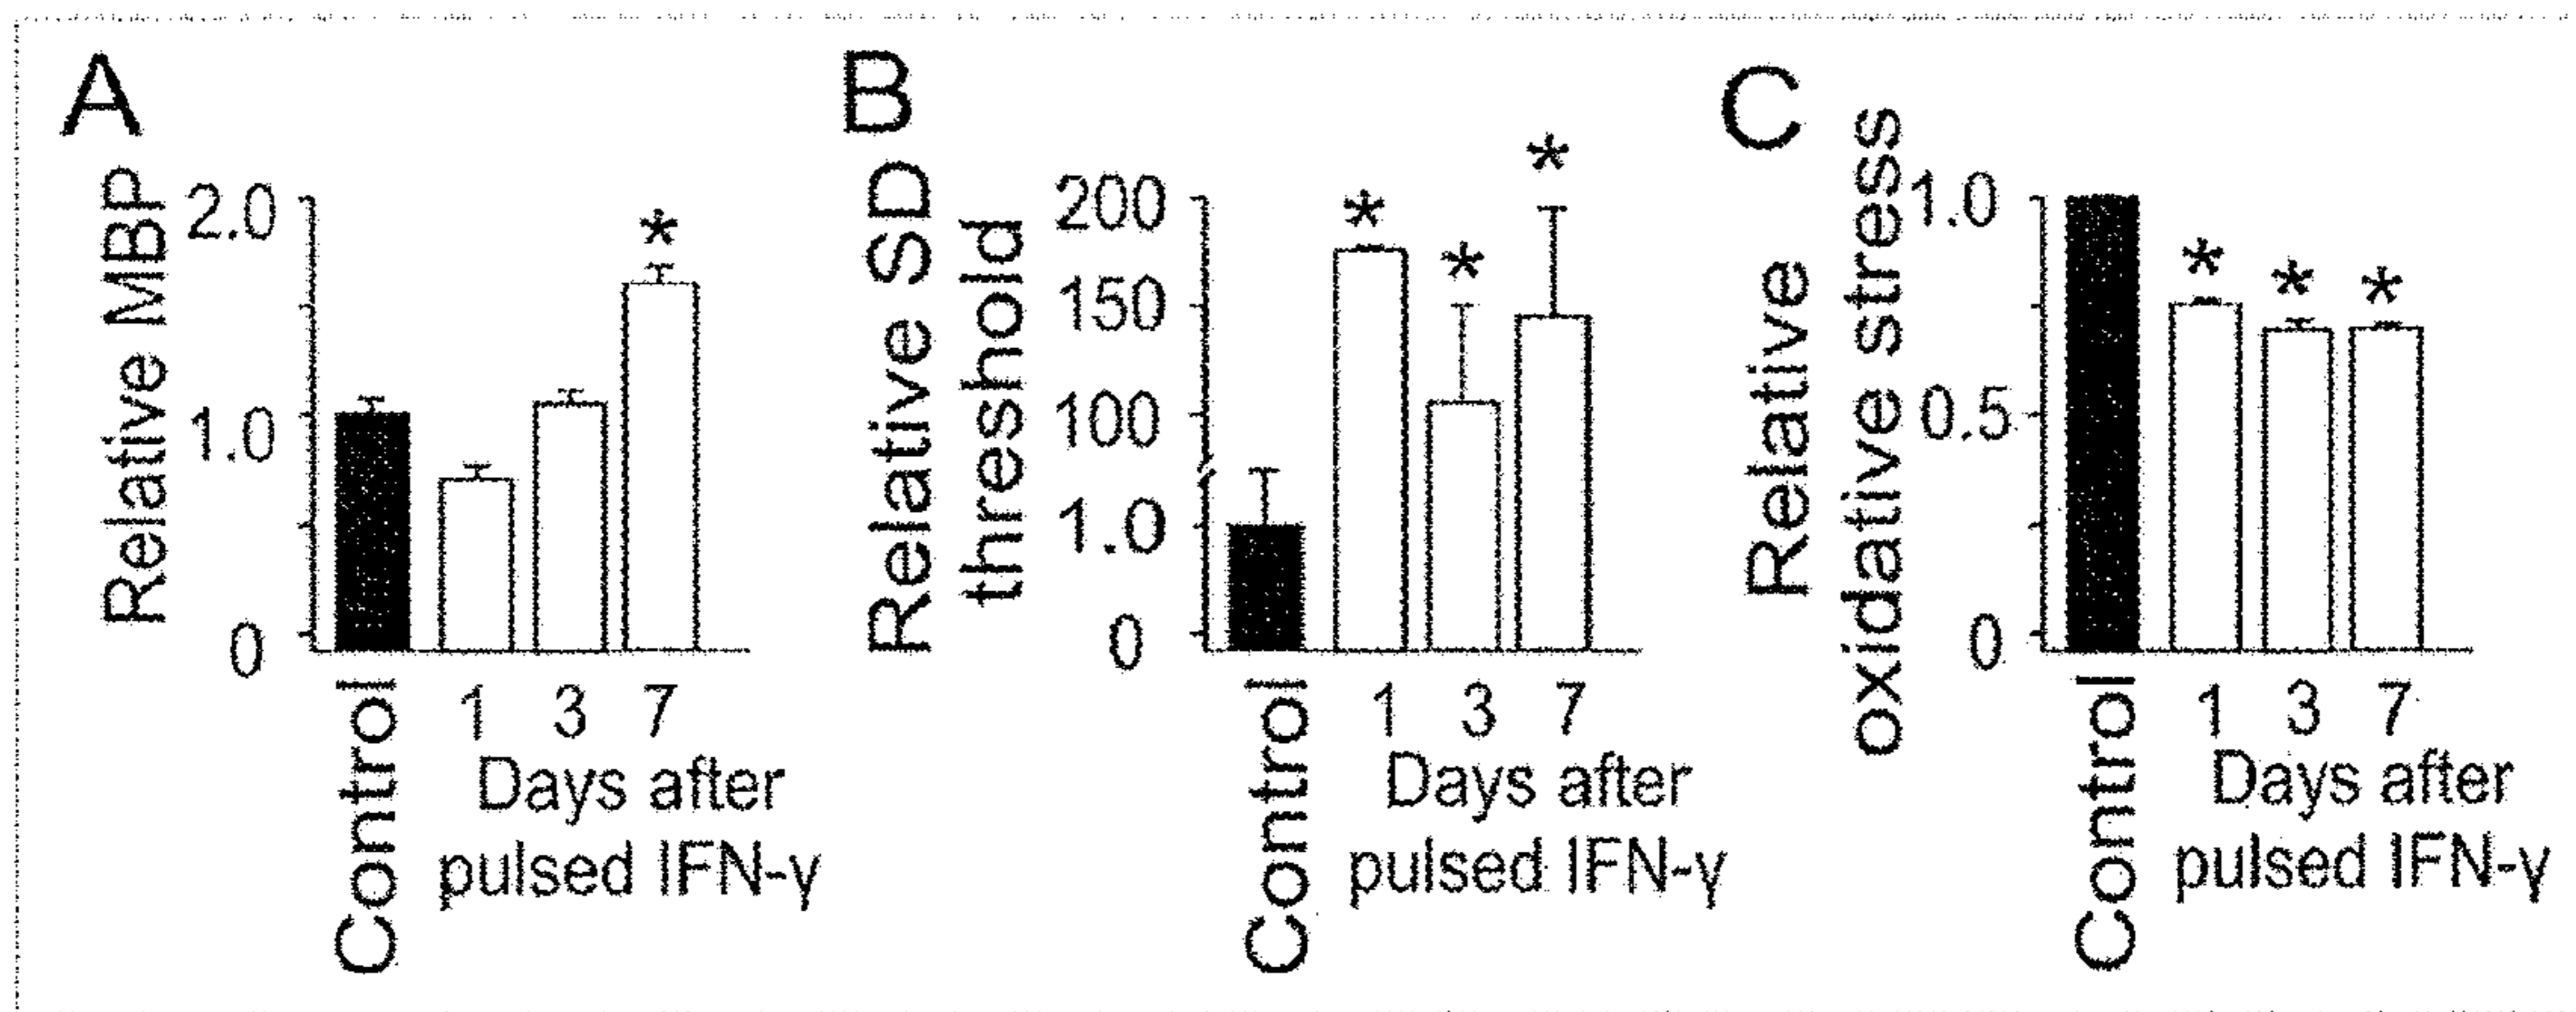 A
Relative MBP
2.0
1.0
0
*
Control
1 3 7
Days after
pulsed IFN-γ
B
Relative SD
threshold
200
150
100
1.0
0
* * *
Control
1 3 7
Days after
pulsed IFN-γ
C
Relative
oxidative stress
1.0
0.5
0
* * *
Control
1 3 7
Days after
pulsed IFN-γ